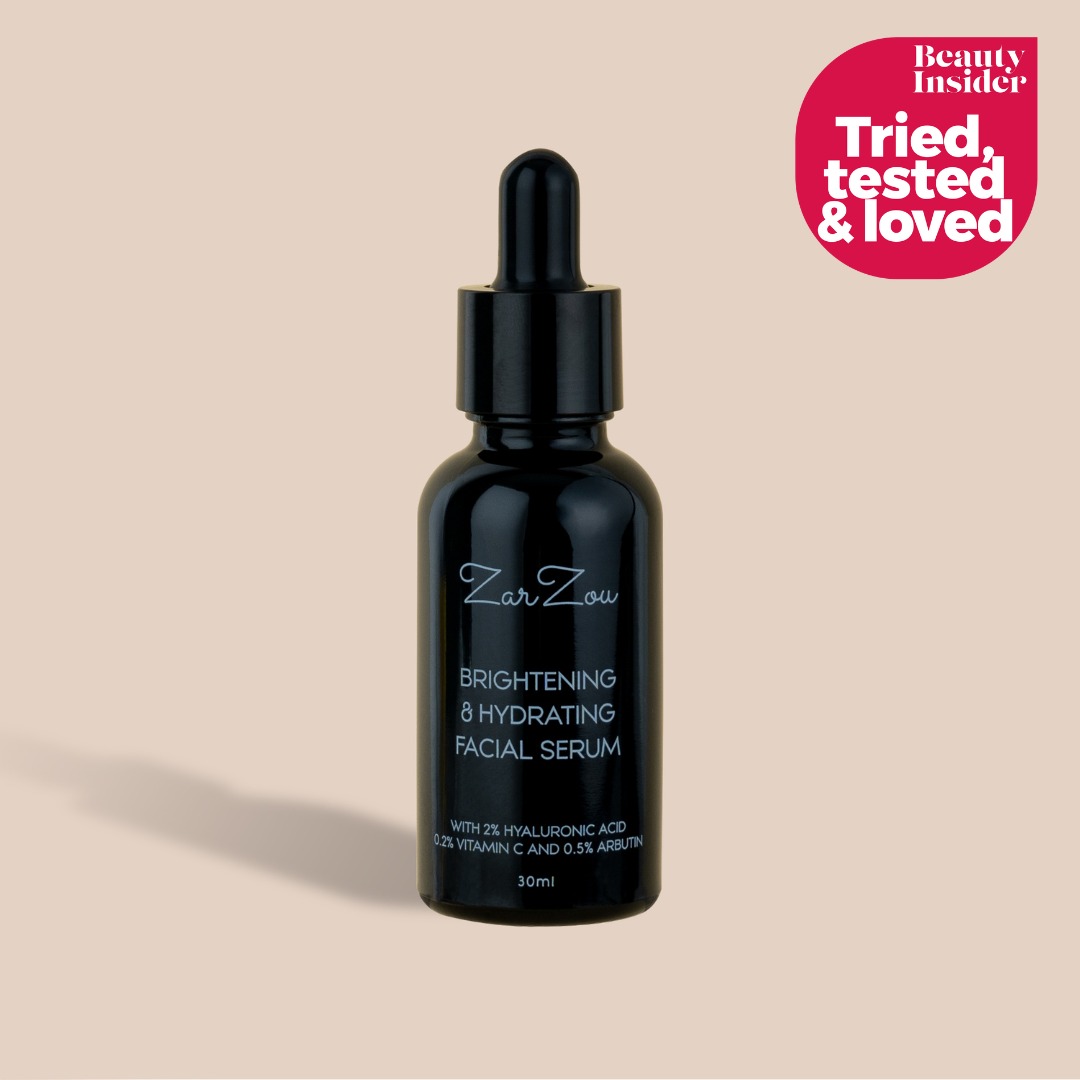 Beauty
Insider
Tried,
tested
& loved
ZarZou
BRIGHTENING
& HYDRATING
FACIAL SERUM
WITH 2% HYALURONIC ACID
0.2% VITAMIN C AND 0.5% ARBUTIN
30ml